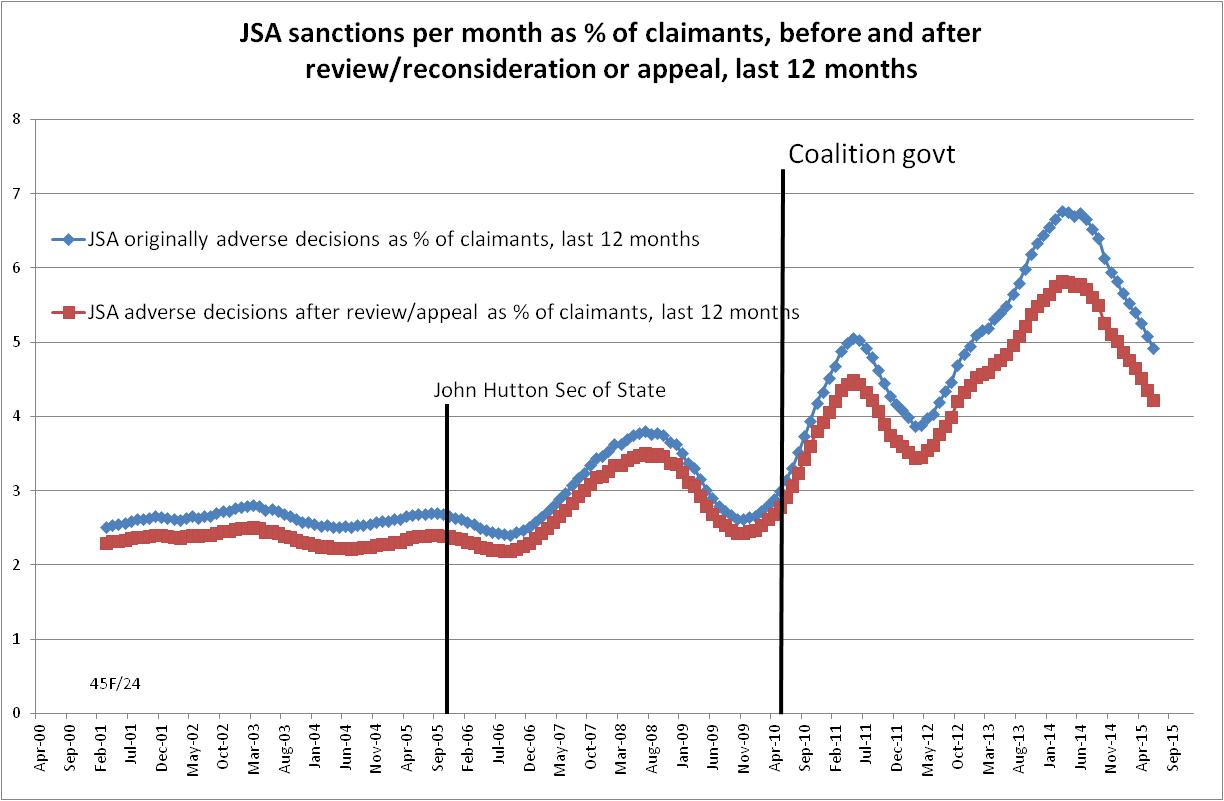 JSA sanctions per month as % of claimants, before and after
review/reconsideration or appeal, last 12 months
8
7
6
5
4
3
2
1
0
Coalition govt
JSA originally adverse decisions as % of claimants, last 12 months
JSA adverse decisions after review/appeal as % of claimants, last 12 months
John Hutton Sec of State
45F/24
Apr-00
Sep-00
Feb-01
Jul-01
Dec-01
May-02
Oct-02
Mar-03
Aug-03
Jan-04
Jun-04
Nov-04
Apr-05
Sep-05
Feb-06
Jul-06
Dec-06
May-07
Oct-07
Mar-08
Aug-08
Jan-09
Jun-09
Nov-09
Apr-10
Sep-10
Feb-11
Jul-11
Dec-11
May-12
Oct-12
Mar-13
Aug-13
Jan-14
Jun-14
Nov-14
Apr-15
Sep-15